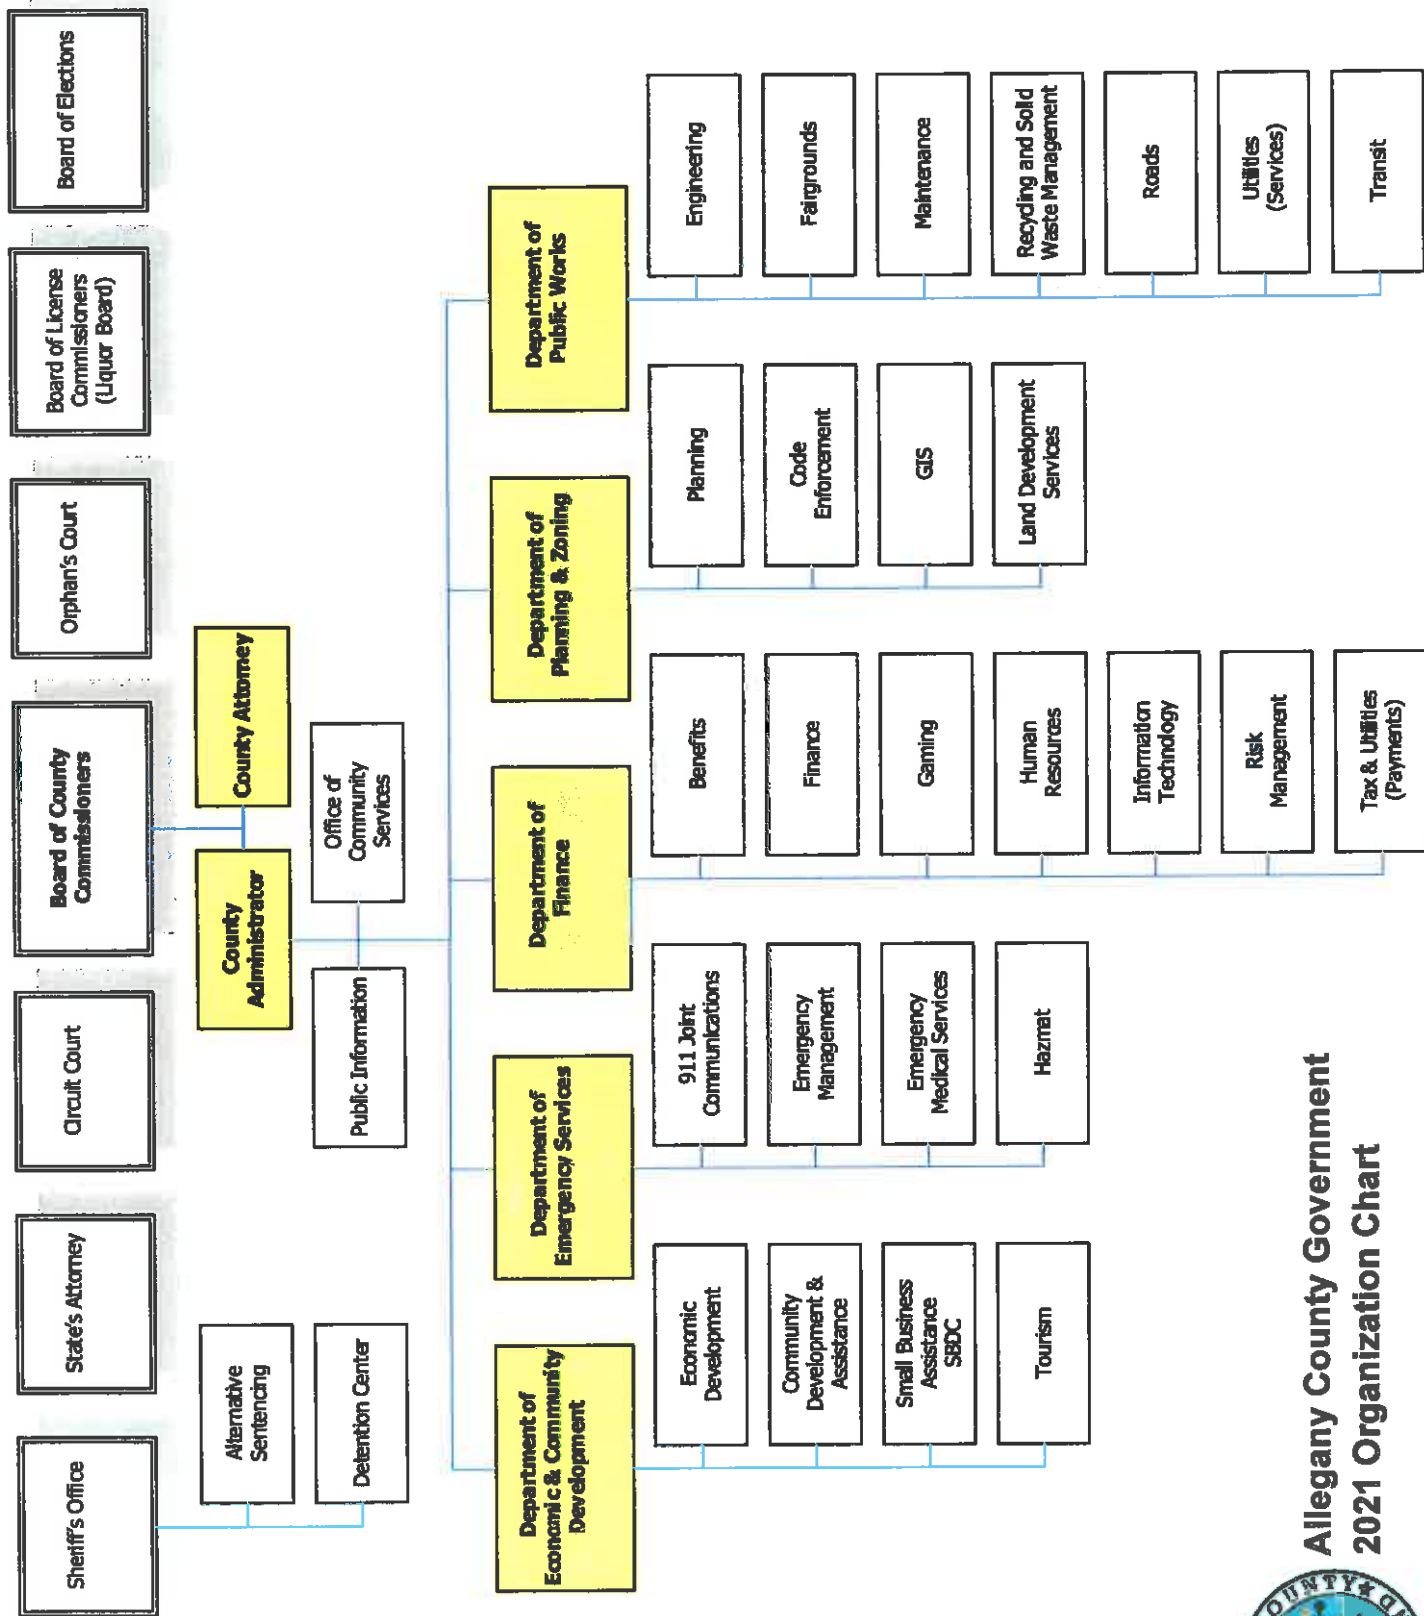 Sheriff's Office
State's Attorney
Circuit Court
Board of County
Commissioners
Orphan's Court
Board of License
Commissioners
(Liquor Board)
Board of Elections
Alternative
Sentencing
Detention Center
County
Administrator
County Attorney
Public Information
Office of
Community
Services
Department of
Economic & Community
Development
Department of
Emergency Services
Department of
Finance
Department of
Planning & Zoning
Department of
Public Works
Economic
Development
Community
Development &
Assistance
Small Business
Assistance
SBDC
Tourism
911 Joint
Communications
Emergency
Management
Emergency
Medical Services
Hazmat
Benefits
Finance
Gaming
Human
Resources
Information
Technology
Risk
Management
Tax & Utilities
(Payments)
Planning
Code
Enforcement
GIS
Land Development
Services
Engineering
Fairgrounds
Maintenance
Recycling and Solid
Waste Management
Roads
Utilities
(Services)
Transit
Allegany County Government
2021 Organization Chart